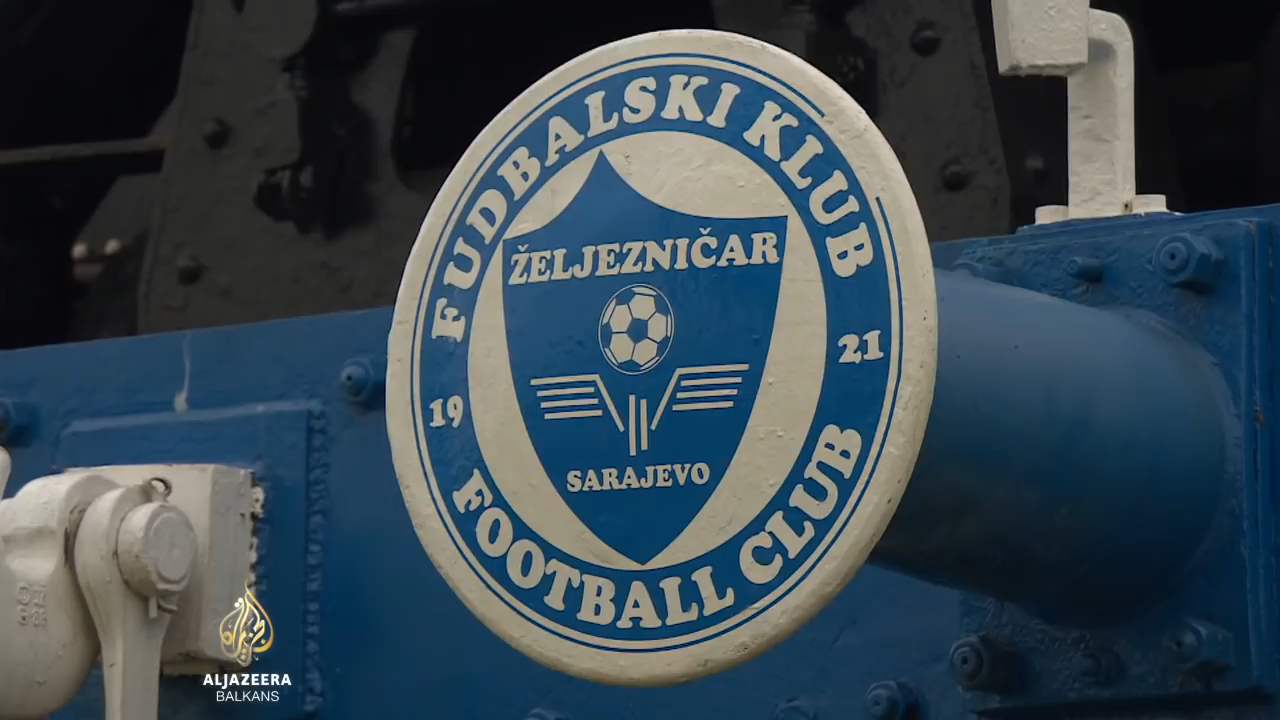 FUDBALSKI KLUB
ŽELJEZNIČAR
19 21
SARAJEVO
FOOTBALL CLUB
ALJAZEERA
BALKANS